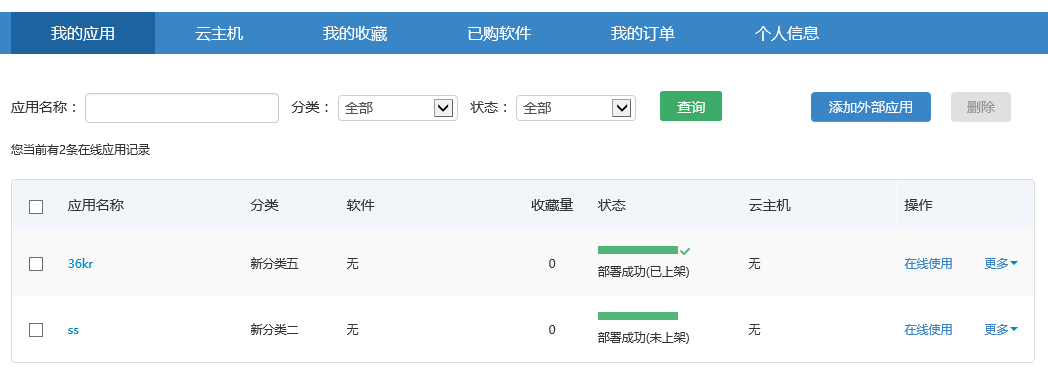 我的应用 云主机 我的收藏 已购软件 我的订单 个人信息
应用名称： 分类： 全部 状态： 全部 查询 添加外部应用 删除
您当前有2条在线应用记录
应用名称 分类 软件 收藏量 状态 云主机 操作
36kr 新分类五 无 0 部署成功(已上架) 无 在线使用 更多
ss 新分类二 无 0 部署成功(未上架) 无 在线使用 更多